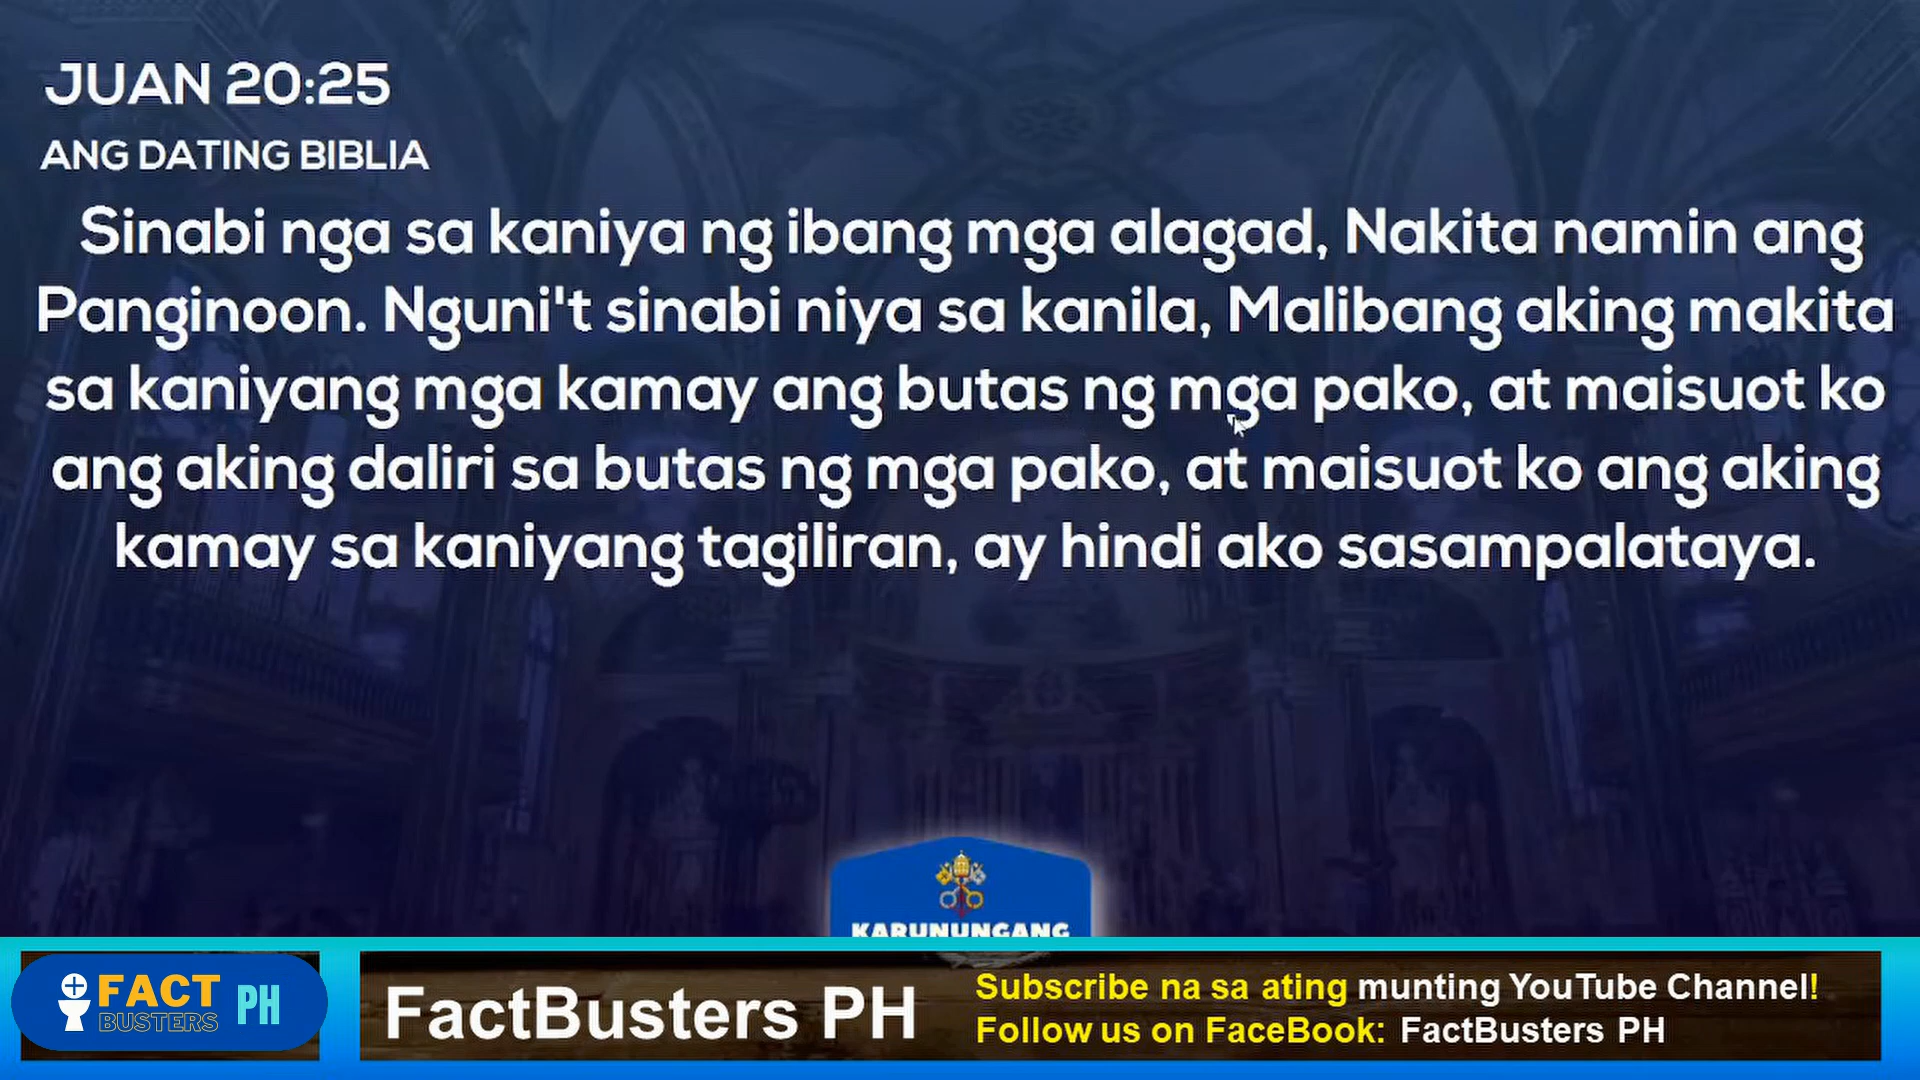 JUAN 20:25
ANG DATING BIBLIA
Sinabi nga sa kaniya ng ibang mga alagad, Nakita namin ang
Panginoon. Nguni't sinabi niya sa kanila, Malibang aking makita
sa kaniyang mga kamay ang butas ng mga pako, at maisuot ko
ang aking daliri sa butas ng mga pako, at maisuot ko ang aking
kamay sa kaniyang tagiliran, ay hindi ako sasampalataya.
KARUNUNGANG
FACT
BUSTERS
PH
FactBusters PH
Subscribe na sa ating munting YouTube Channel!
Follow us on FaceBook: FactBusters PH